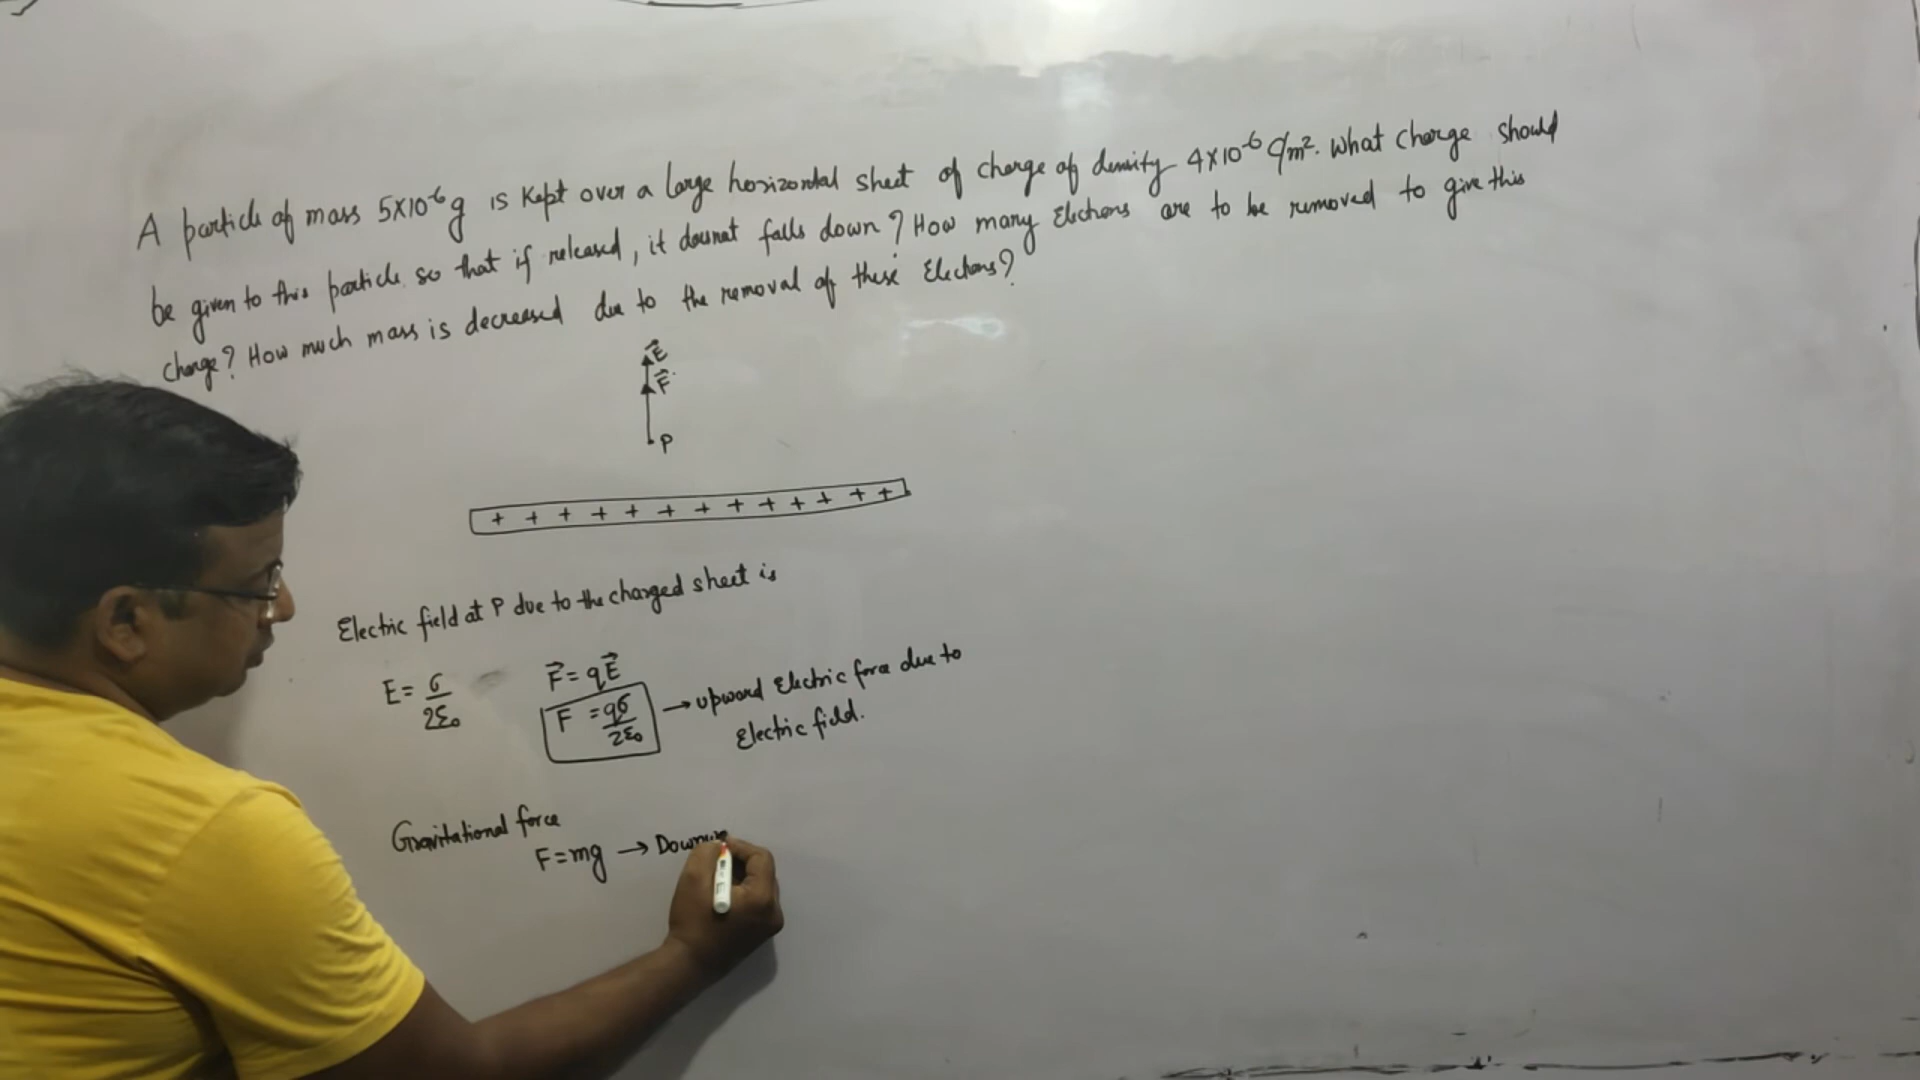 A particle of mass 5×10⁻⁶g is kept over a large horizontal sheet of charge of density 4×10⁻⁶ C/m². What charge should
be given to this particle so that if released, it doesnot falls down? How many Electrons are to be removed to give this
charge? How much mass is decreased due to the removal of these Electrons?
E⃗
F⃗
P
+ + + + + + + + + + + + +
Electric field at P due to the charged sheet is
E = σ/2ε₀
F⃗ = qE⃗
F = qσ/2ε₀ → upward Electric force due to
Electric field.
Gravitational force
F = mg → Downw